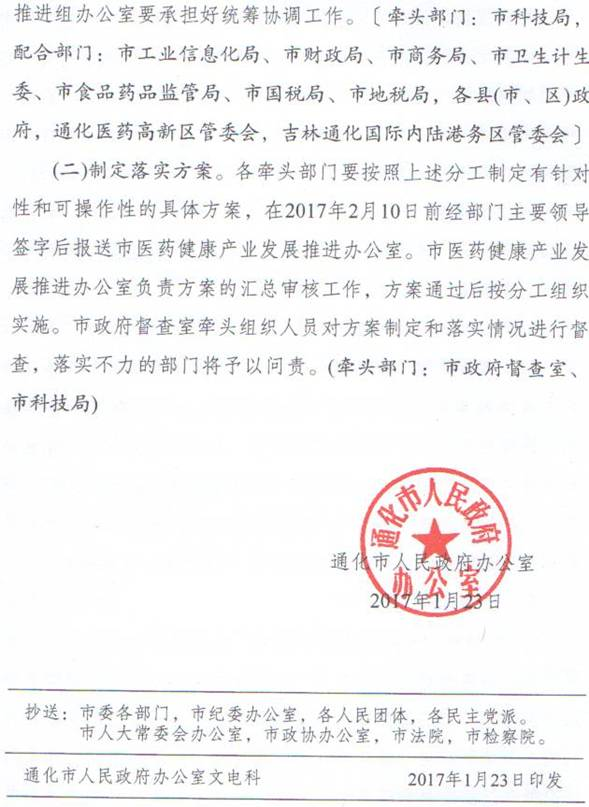 推进组办公室要承担好统筹协调工作。〔牵头部门：市科技局，
配合部门：市工业信息化局、市财政局、市商务局、市卫生计生
委、市食品药品监管局、市国税局、市地税局，各县(市、区)政
府，通化医药高新区管委会，吉林通化国际内陆港务区管委会〕
(二)制定落实方案。各牵头部门要按照上述分工制定有针对
性和可操作性的具体方案，在2017年2月10日前经部门主要领导
签字后报送市医药健康产业发展推进办公室。市医药健康产业发
展推进办公室负责方案的汇总审核工作，方案通过后按分工组织
实施。市政府督查室牵头组织人员对方案制定和落实情况进行督
查，落实不力的部门将予以问责。(牵头部门：市政府督查室、
市科技局)
通化市人民政府
办公室
通化市人民政府办公室
2017年1月23日
抄送：市委各部门，市纪委办公室，各人民团体，各民主党派。
市人大常委会办公室，市政协办公室，市法院，市检察院。
通化市人民政府办公室文电科 2017年1月23日印发